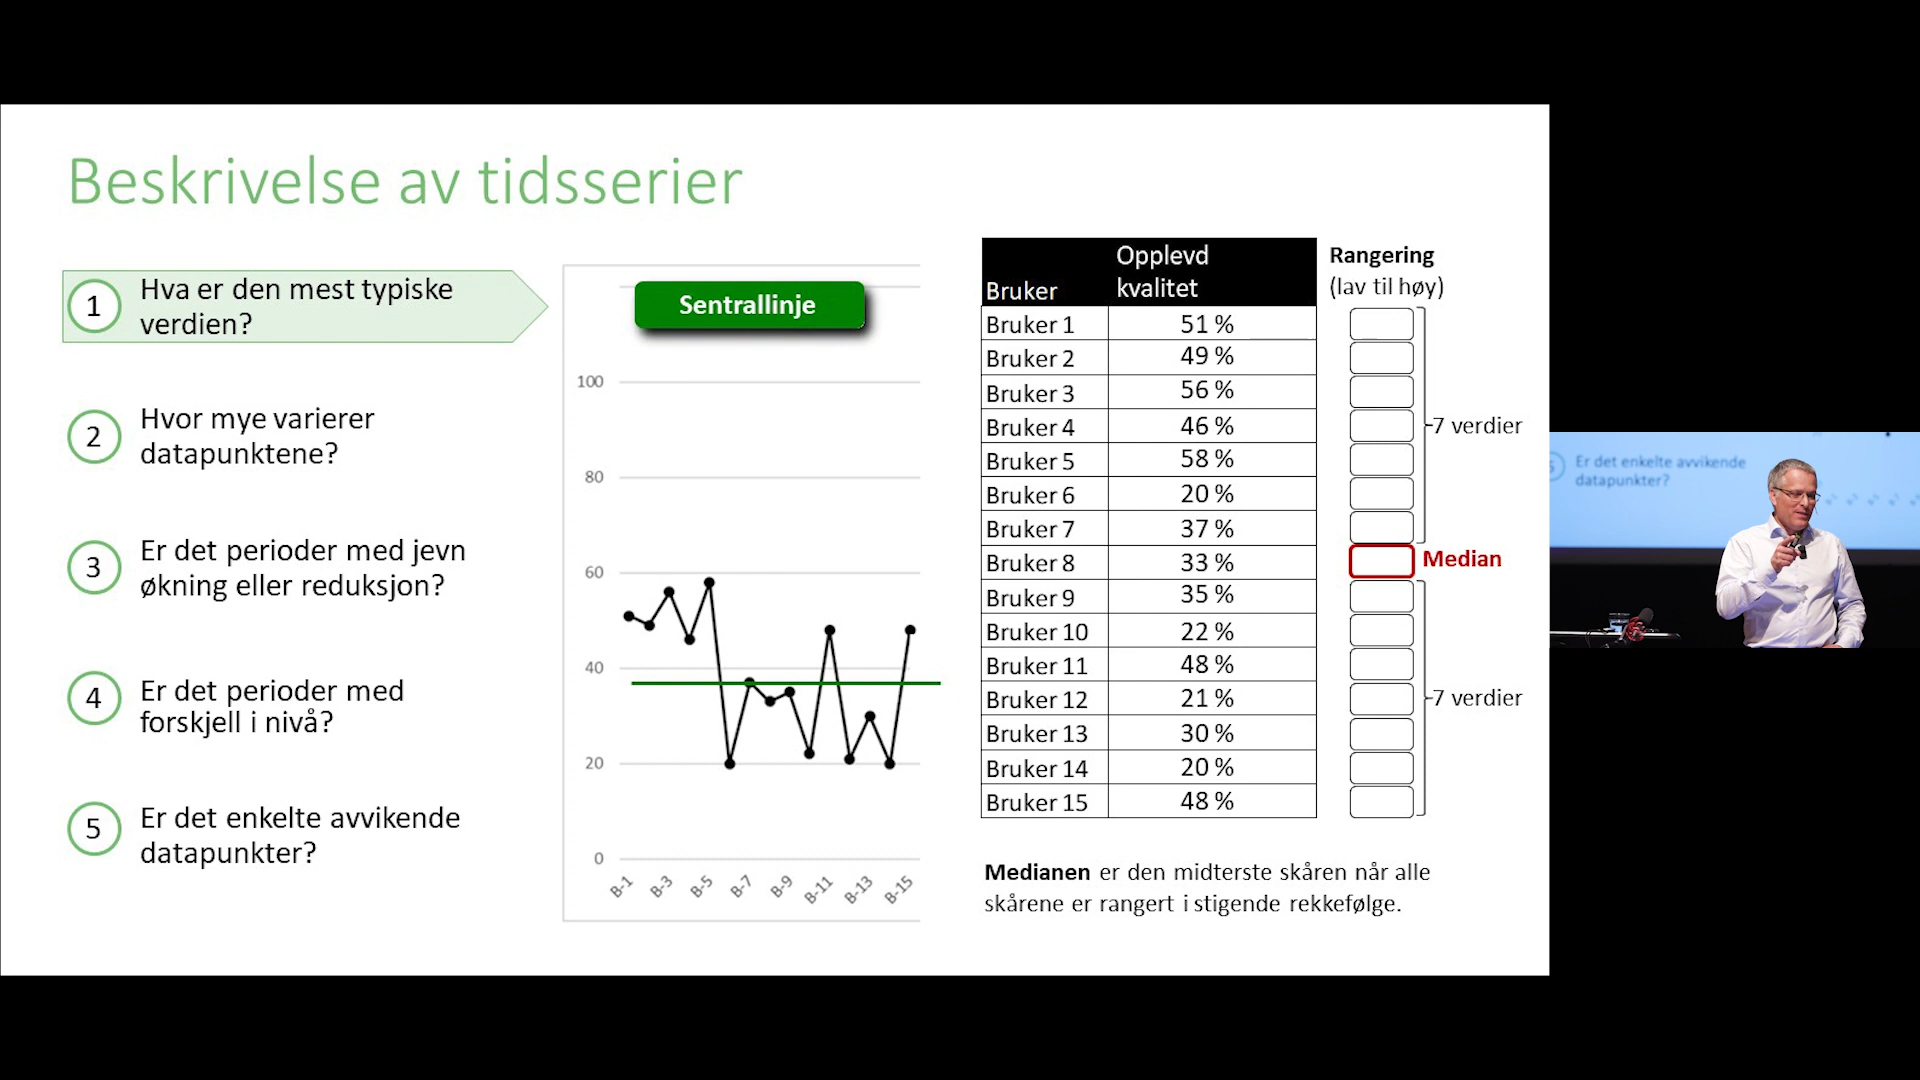 Beskrivelse av tidsserier
1
Hva er den mest typiske
verdien?
2
Hvor mye varierer
datapunktene?
3
Er det perioder med jevn
økning eller reduksjon?
4
Er det perioder med
forskjell i nivå?
5
Er det enkelte avvikende
datapunkter?
Sentrallinje
100
80
60
40
20
0
B-1 B-3 B-5 B-7 B-9 B-11 B-13 B-15
Bruker Opplevd kvalitet
Bruker 1 51 %
Bruker 2 49 %
Bruker 3 56 %
Bruker 4 46 %
Bruker 5 58 %
Bruker 6 20 %
Bruker 7 37 %
Bruker 8 33 %
Bruker 9 35 %
Bruker 10 22 %
Bruker 11 48 %
Bruker 12 21 %
Bruker 13 30 %
Bruker 14 20 %
Bruker 15 48 %
Rangering
(lav til høy)
7 verdier
Median
7 verdier
Medianen er den midterste skåren når alle
skårene er rangert i stigende rekkefølge.
5
Er det enkelte avvikende
datapunkter?